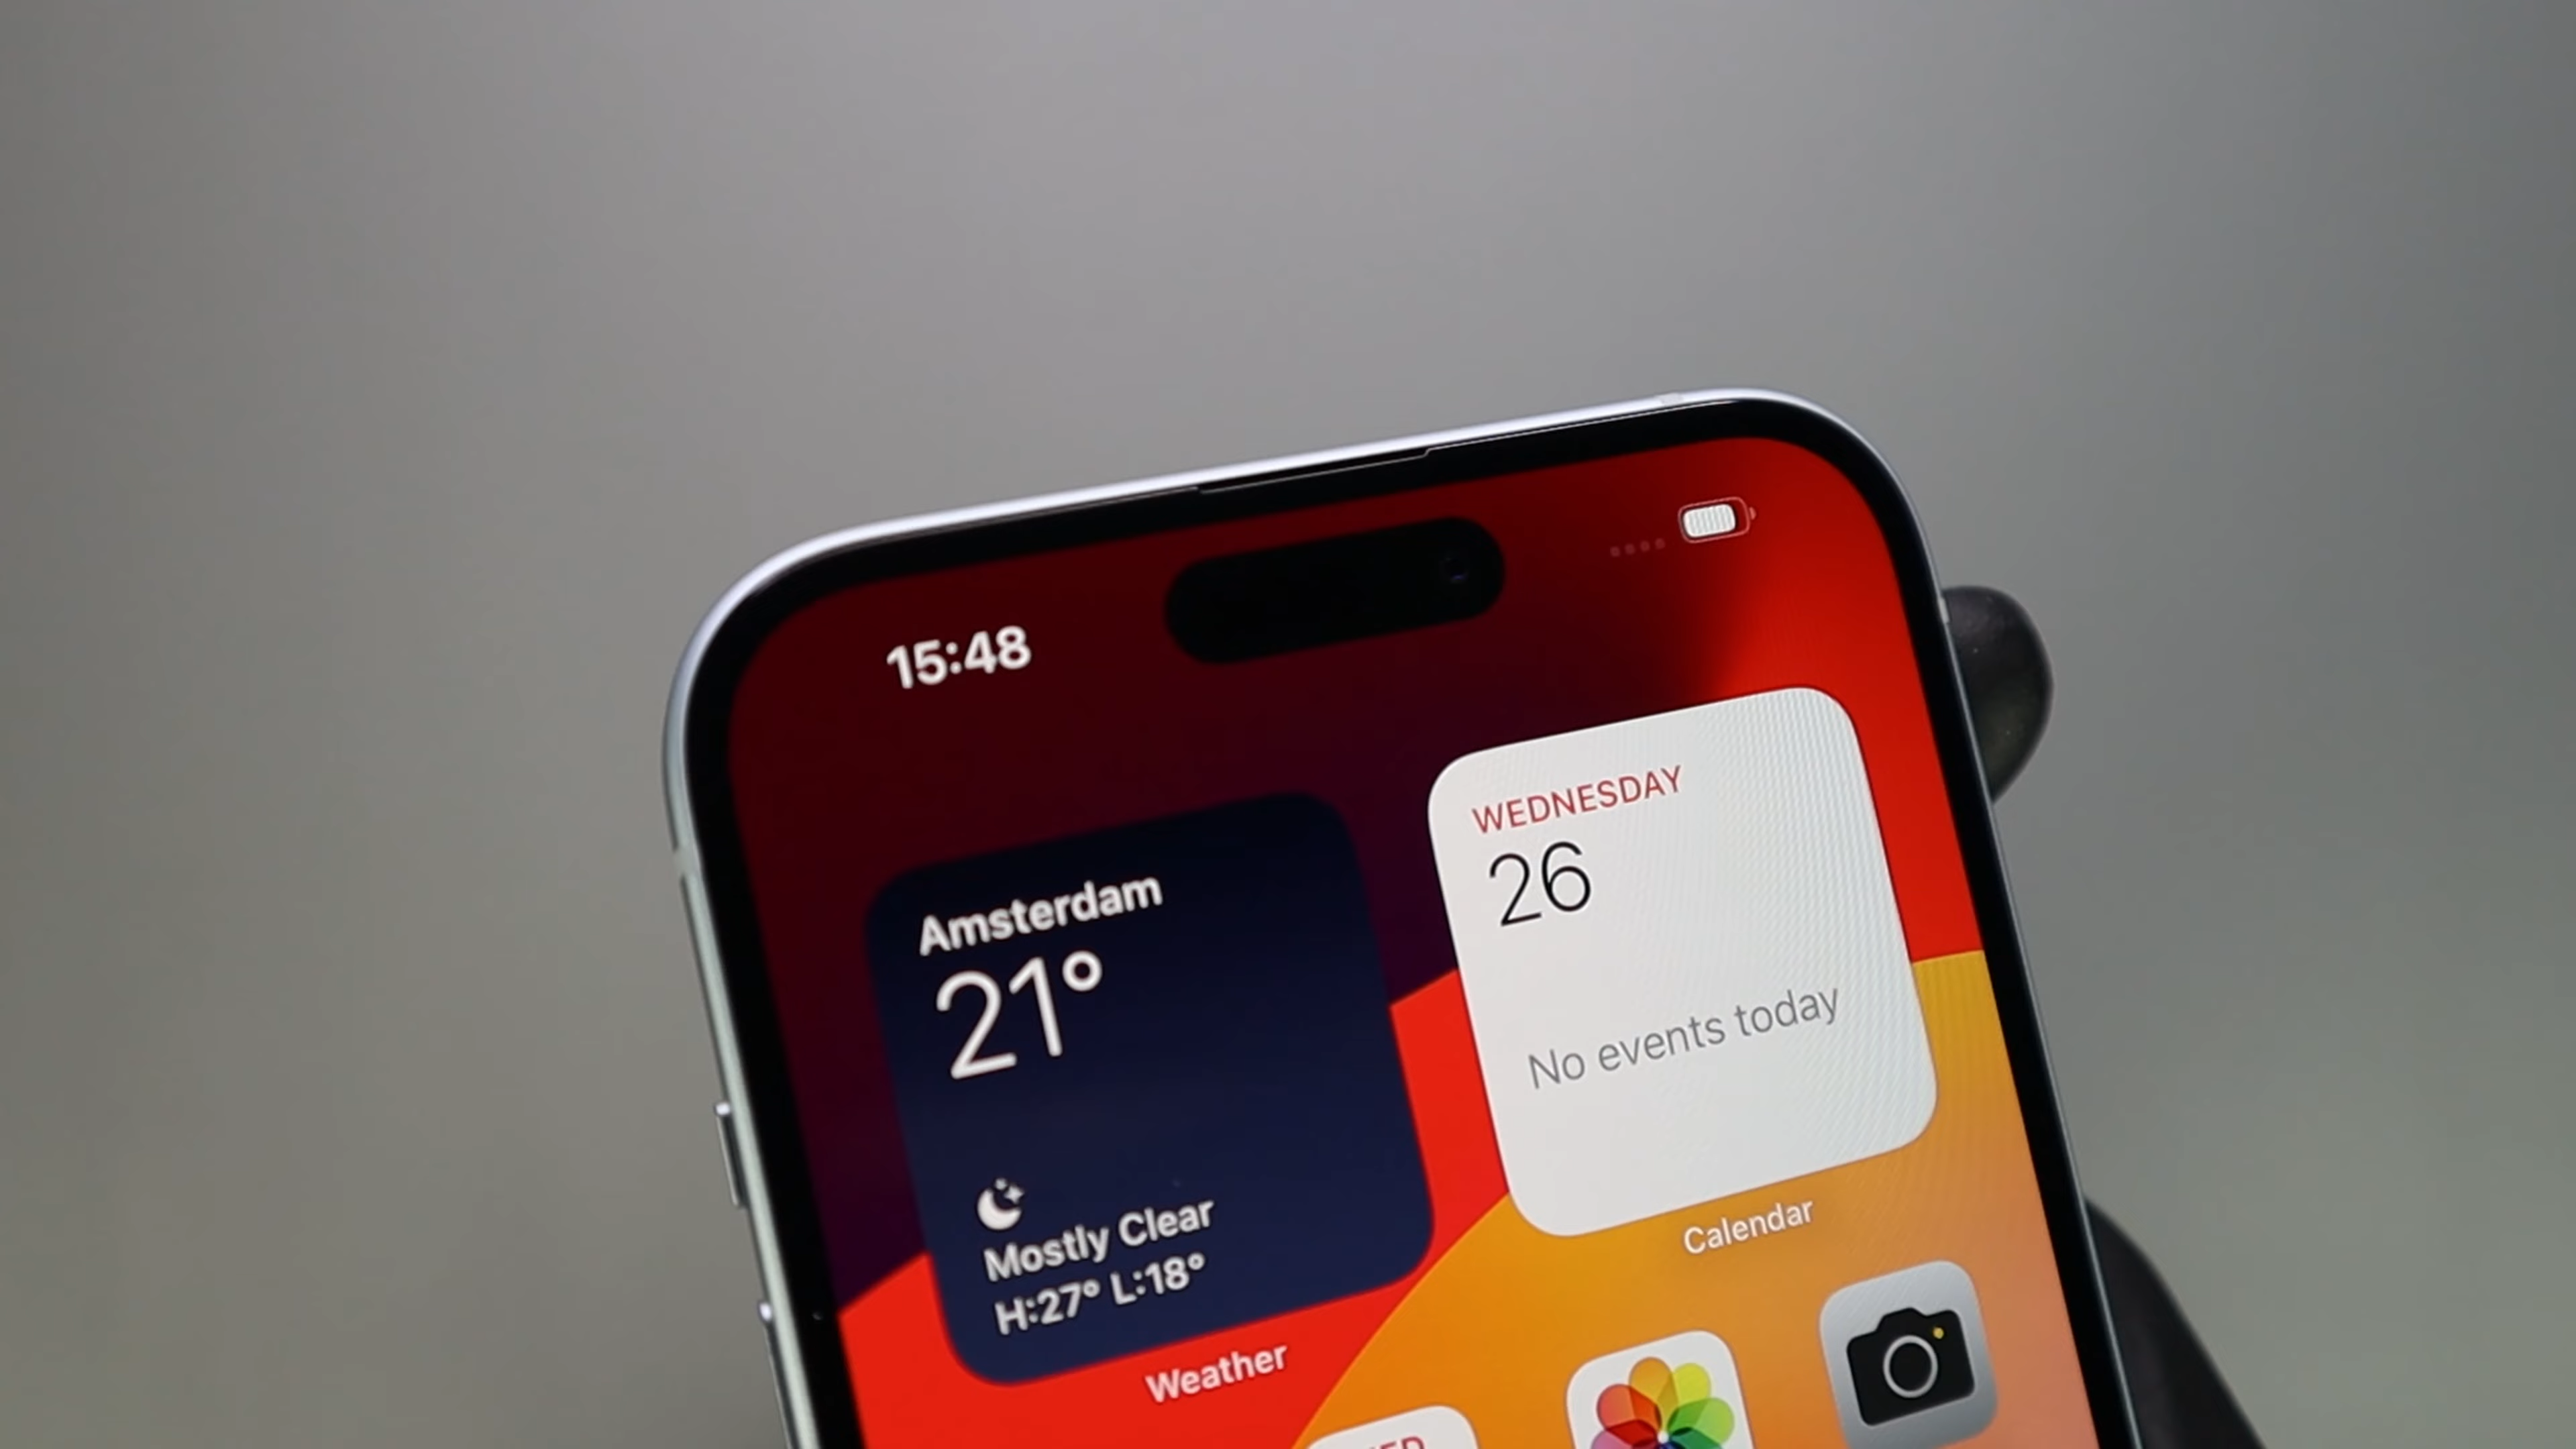 15:48
Amsterdam
21°
Mostly Clear
H:27° L:18°
Weather
WEDNESDAY
26
No events today
Calendar